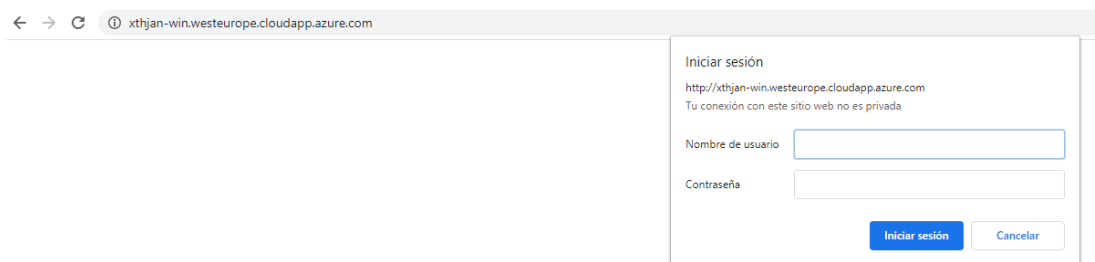 xthjan-win.westeurope.cloudapp.azure.com
Iniciar sesión
http://xthjan-win.westeurope.cloudapp.azure.com
Tu conexión con este sitio web no es privada
Nombre de usuario
Contraseña
Iniciar sesión Cancelar